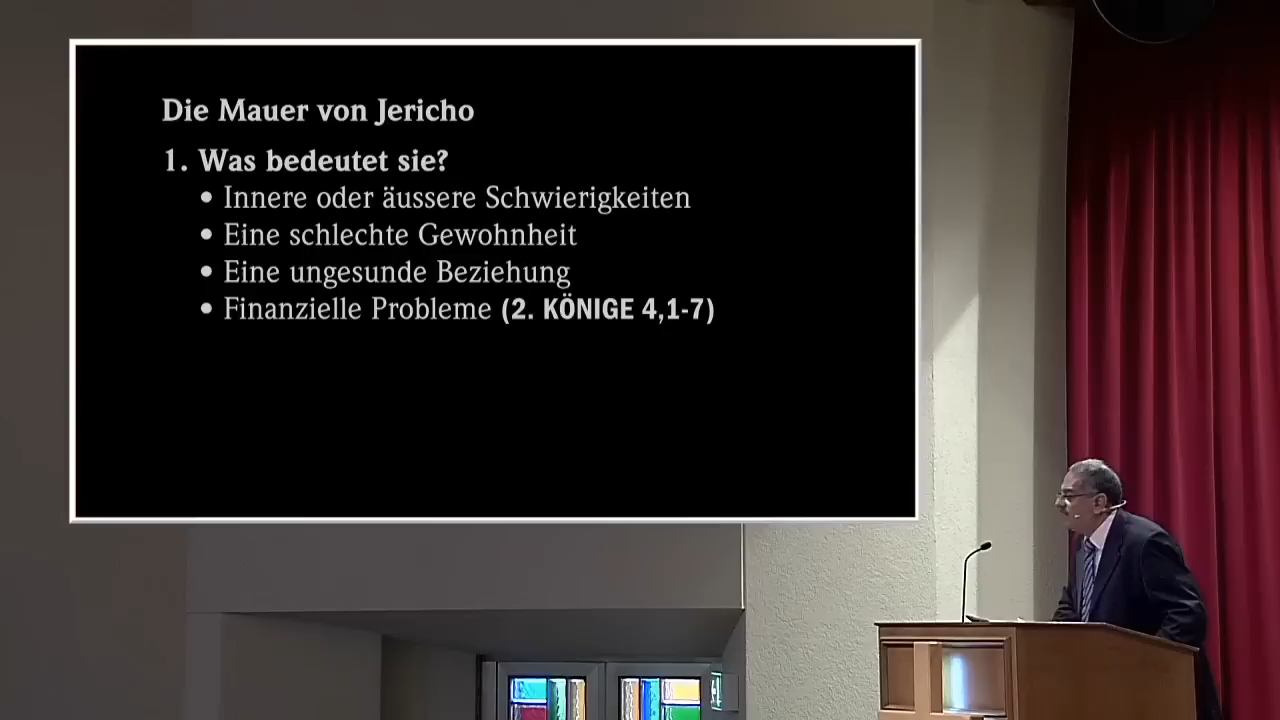 Die Mauer von Jericho
1. Was bedeutet sie?
• Innere oder äussere Schwierigkeiten
• Eine schlechte Gewohnheit
• Eine ungesunde Beziehung
• Finanzielle Probleme (2. KÖNIGE 4,1-7)